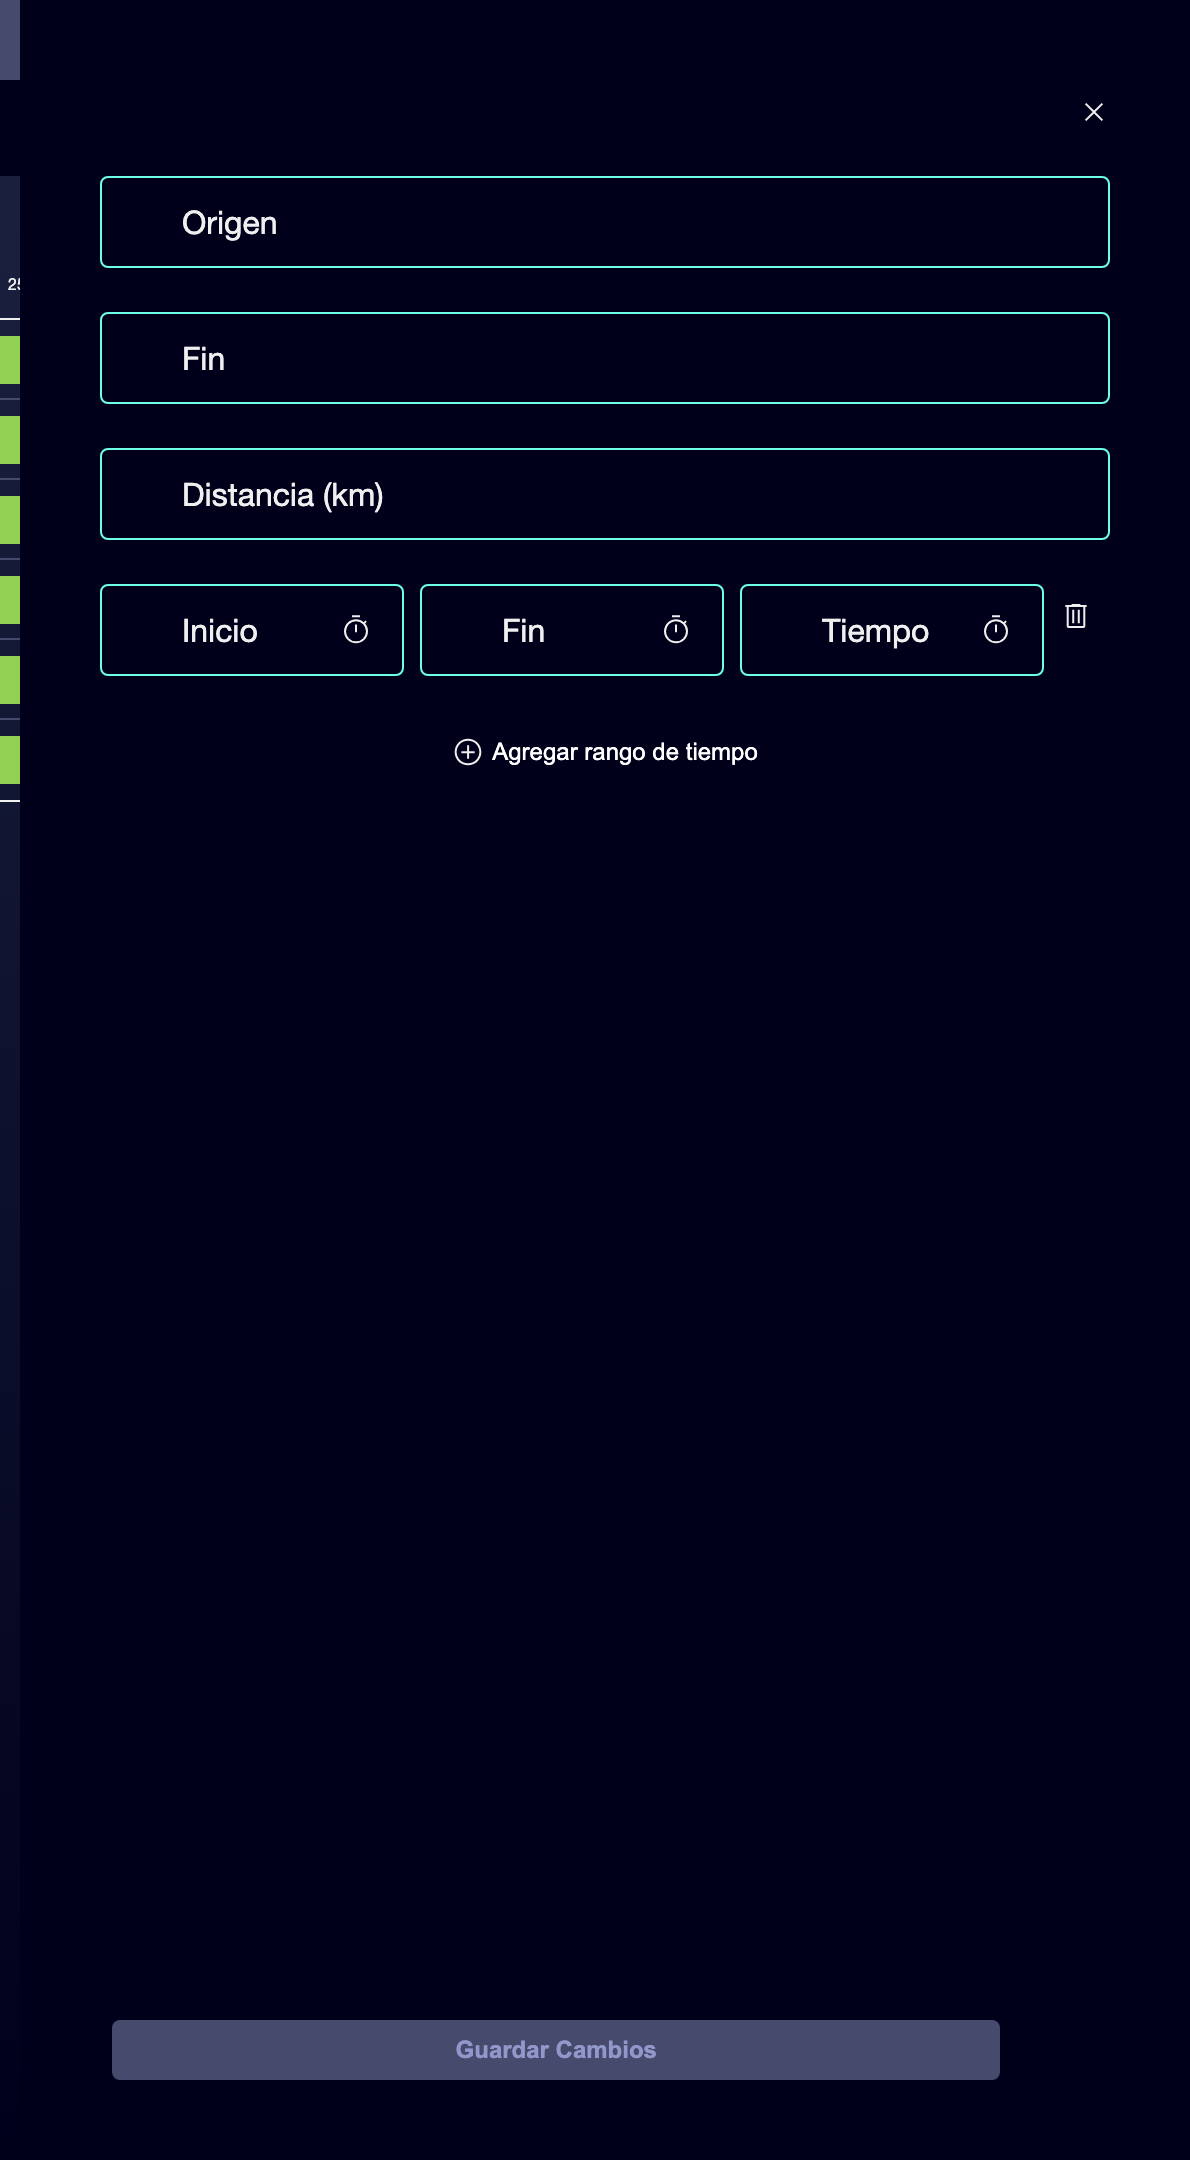 Origen
Fin
Distancia (km)
Inicio Fin Tiempo
Agregar rango de tiempo
Guardar Cambios